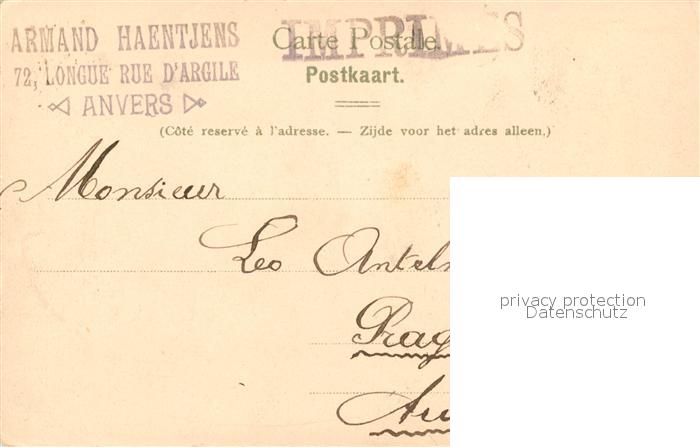 ARMAND HAENTJENS
72, LONGUE RUE D'ARGILE
ANVERS
IMPRIMÉS
Carte Postale.
Postkaart.
(Côté reservé à l'adresse. — Zijde voor het adres alleen.)
Monsieur
Leo
privacy protection
Datenschutz